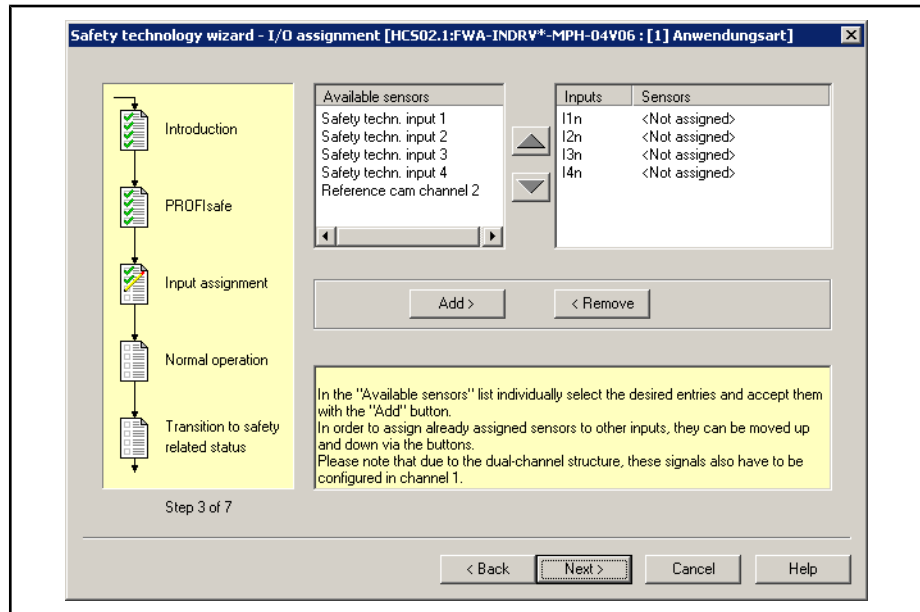 Safety technology wizard - I/O assignment [HCS02.1:FWA-INDRV*-MPH-04V06 : [1] Anwendungsart]
Introduction
PROFIsafe
Input assignment
Normal operation
Transition to safety
related status
Step 3 of 7
Available sensors
Safety techn. input 1
Safety techn. input 2
Safety techn. input 3
Safety techn. input 4
Reference cam channel 2
Inputs Sensors
I1n <Not assigned>
I2n <Not assigned>
I3n <Not assigned>
I4n <Not assigned>
Add > < Remove
In the "Available sensors" list individually select the desired entries and accept them
with the "Add" button.
In order to assign already assigned sensors to other inputs, they can be moved up
and down via the buttons.
Please note that due to the dual-channel structure, these signals also have to be
configured in channel 1.
< Back Next > Cancel Help